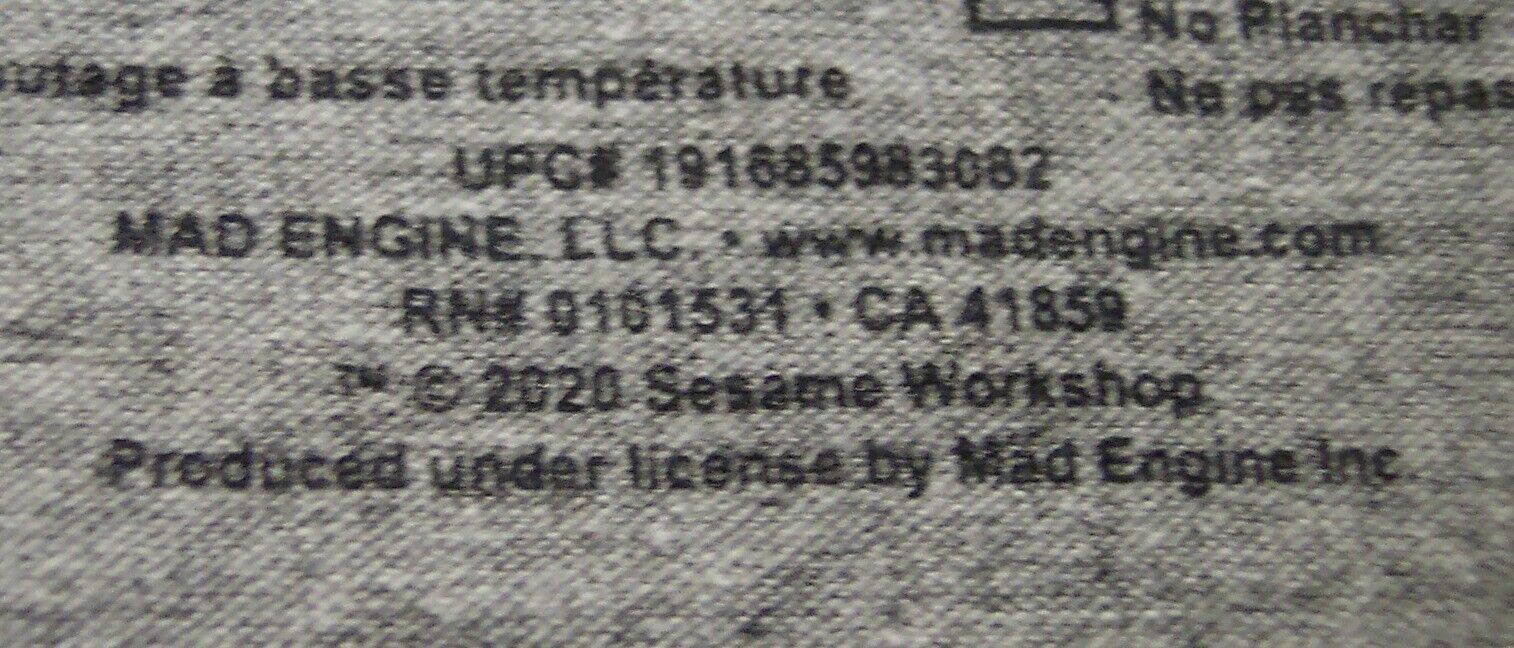 No Planchar
utage à basse température
Ne pas repas
UPC# 191685983082
MAD ENGINE, LLC. • www.madengine.com
RN# • CA 41859
™ © 2020 Sesame Workshop.
Produced under license by Mad Engine Inc